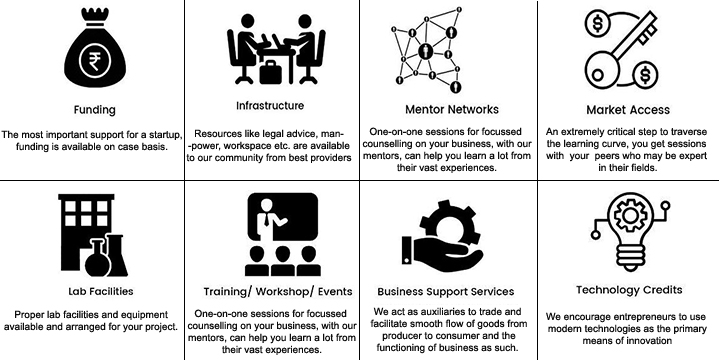 ₹
Funding
The most important support for a startup,
funding is available on case basis.
Infrastructure
Resources like legal advice, man-
-power, workspace etc. are available
to our community from best providers
Mentor Networks
One-on-one sessions for focussed
counselling on your business, with our
mentors, can help you learn a lot from
their vast experiences.
$
$
Market Access
An extremely critical step to traverse
the learning curve, you get sessions
with your peers who may be expert
in their fields.
Lab Facilities
Proper lab facilities and equipment
available and arranged for your project.
Training/ Workshop/ Events
One-on-one sessions for focussed
counselling on your business, with our
mentors, can help you learn a lot from
their vast experiences.
Business Support Services
We act as auxiliaries to trade and
facilitate smooth flow of goods from
producer to consumer and the
functioning of business as such.
Technology Credits
We encourage entrepreneurs to use
modern technologies as the primary
means of innovation